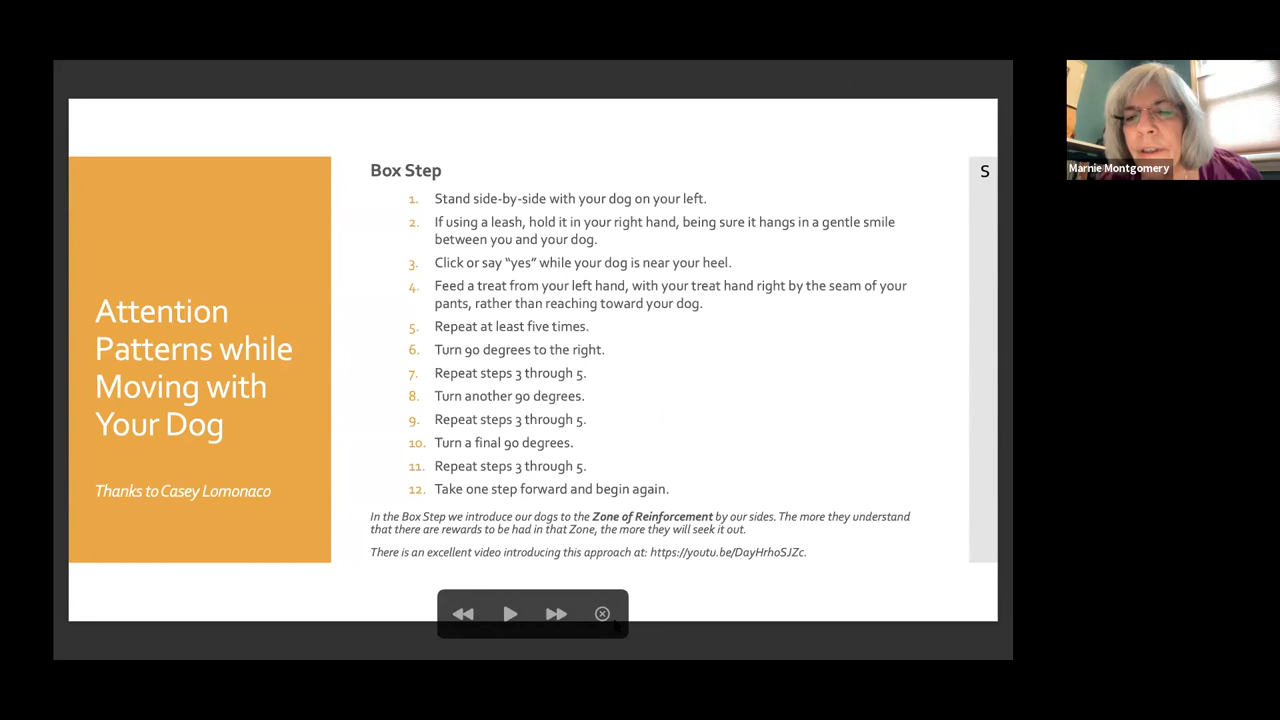 Attention
Patterns while
Moving with
Your Dog
Thanks to Casey Lomonaco
Box Step
1. Stand side-by-side with your dog on your left.
2. If using a leash, hold it in your right hand, being sure it hangs in a gentle smile
between you and your dog.
3. Click or say “yes” while your dog is near your heel.
4. Feed a treat from your left hand, with your treat hand right by the seam of your
pants, rather than reaching toward your dog.
5. Repeat at least five times.
6. Turn 90 degrees to the right.
7. Repeat steps 3 through 5.
8. Turn another 90 degrees.
9. Repeat steps 3 through 5.
10. Turn a final 90 degrees.
11. Repeat steps 3 through 5.
12. Take one step forward and begin again.
In the Box Step we introduce our dogs to the Zone of Reinforcement by our sides. The more they understand
that there are rewards to be had in that Zone, the more they will seek it out.
There is an excellent video introducing this approach at: https://youtu.be/DayHrhoSJZc.
S
Marnie Montgomery